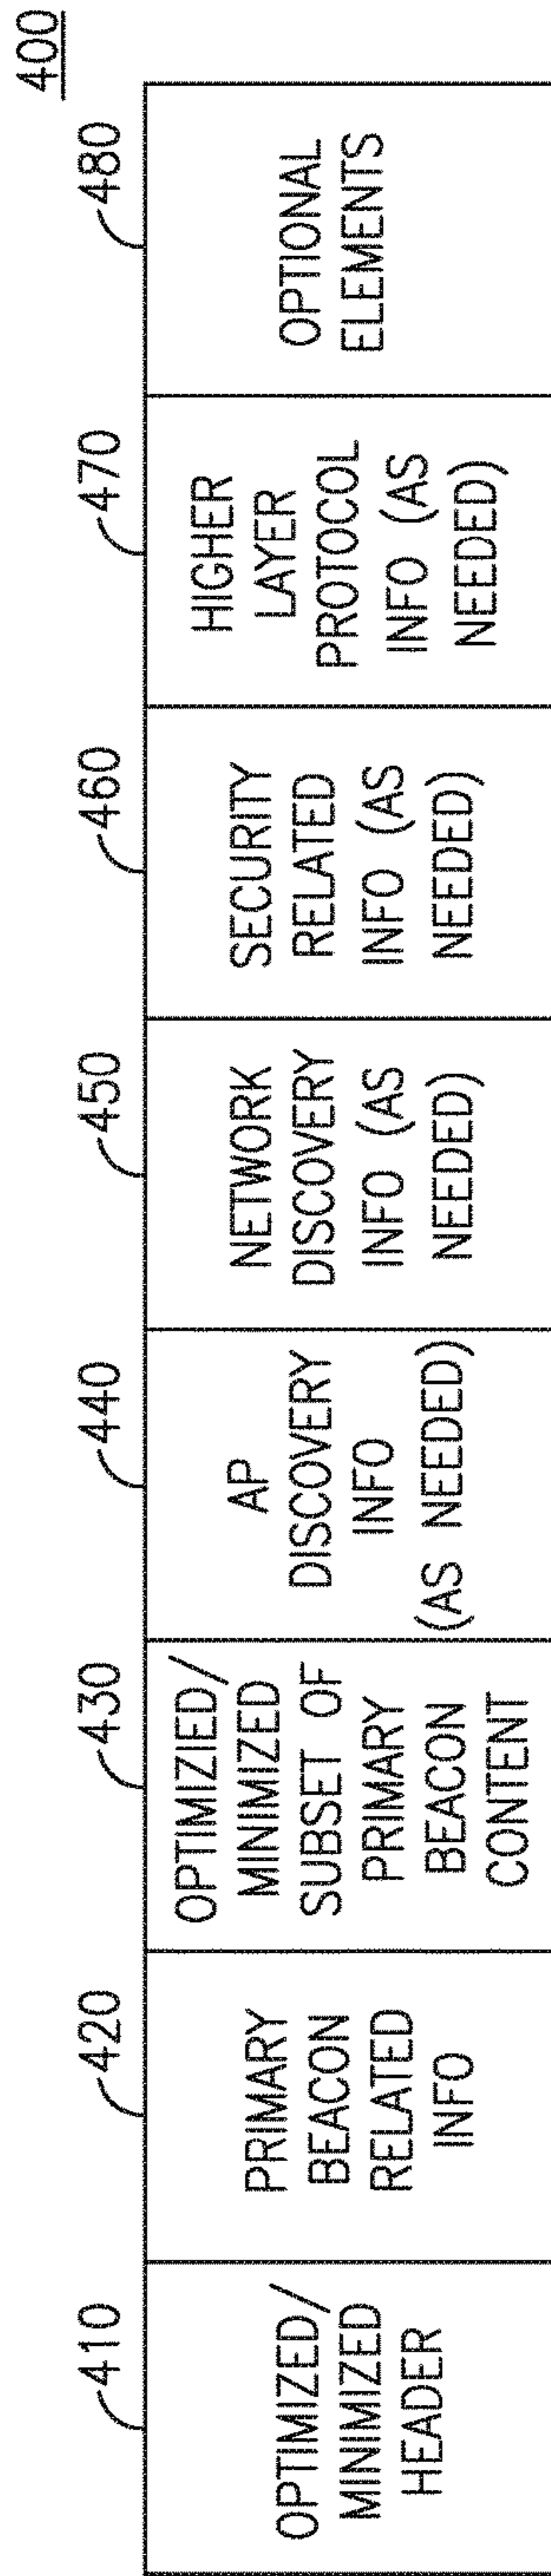 400
410
OPTIMIZED/
MINIMIZED
HEADER
420
PRIMARY
BEACON
RELATED
INFO
430
OPTIMIZIED/
MINIMIZED
SUBSET OF
PRIMARY
BEACON
CONTENT
440
AP
DISCOVERY
INFO
(AS NEEDED)
450
NETWORK
DISCOVERY
INFO (AS
NEEDED)
460
SECURITY
RELATED
INFO (AS
NEEDED)
470
HIGHER
LAYER
PROTOCOL
INFO (AS
NEEDED)
480
OPTIONAL
ELEMENTS